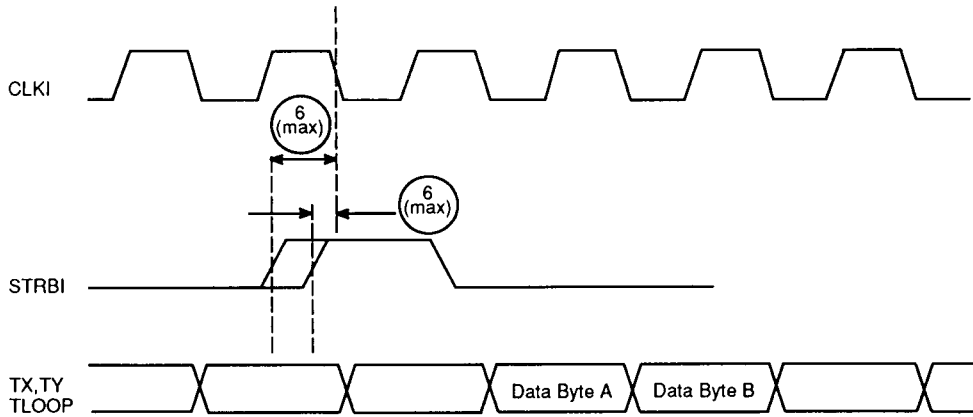 CLKI
6
(max)
6
(max)
STRBI
TX,TY
TLOOP
Data Byte A
Data Byte B